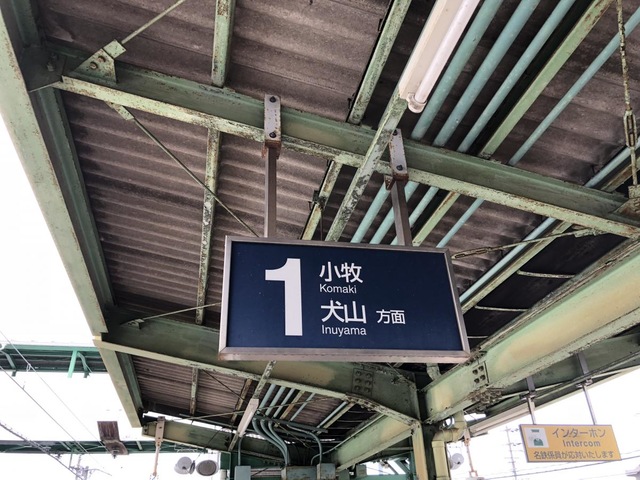 1
小牧
Komaki
犬山 方面
Inuyama
インターホン
Intercom
名鉄係員が応対いたします